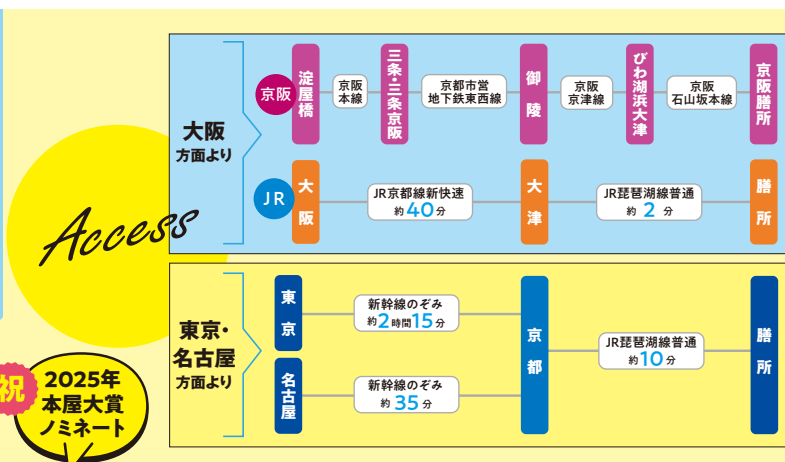 Access
祝
2025年
本屋大賞
ノミネート
大阪
方面より
京阪
淀屋橋
京阪
本線
三条・三条京阪
京都市営
地下鉄東西線
御陵
京阪
京津線
びわ湖浜大津
京阪
石山坂本線
京阪膳所
JR
大阪
JR京都線新快速
約40分
大津
JR琵琶湖線普通
約2分
膳所
東京・
名古屋
方面より
東京
新幹線のぞみ
約2時間15分
名古屋
新幹線のぞみ
約35分
京都
JR琵琶湖線普通
約10分
膳所